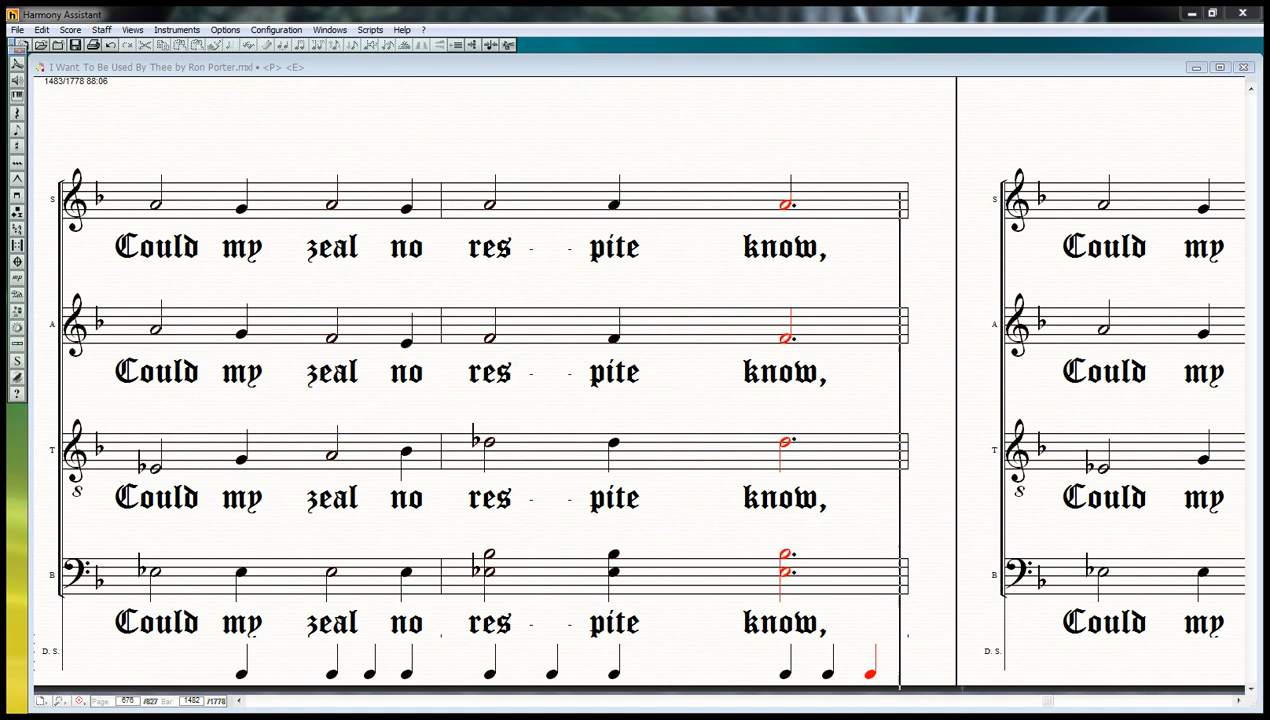 Harmony Assistant
File Edit Score Staff Views Instruments Options Configuration Windows Scripts Help ?
I Want To Be Used By Thee by Ron Porter.mxl • <P> <E>
1483/1778 88:06
S S
Could my zeal no res - - pite know, Could my
A A
Could my zeal no res - - pite know, Could my
T T
8 8
Could my zeal no res - - pite know, Could my
B B
Could my zeal no res - - pite know, Could my
D. S. D. S.
Page: 676 /827 Bar: 1482 /1778